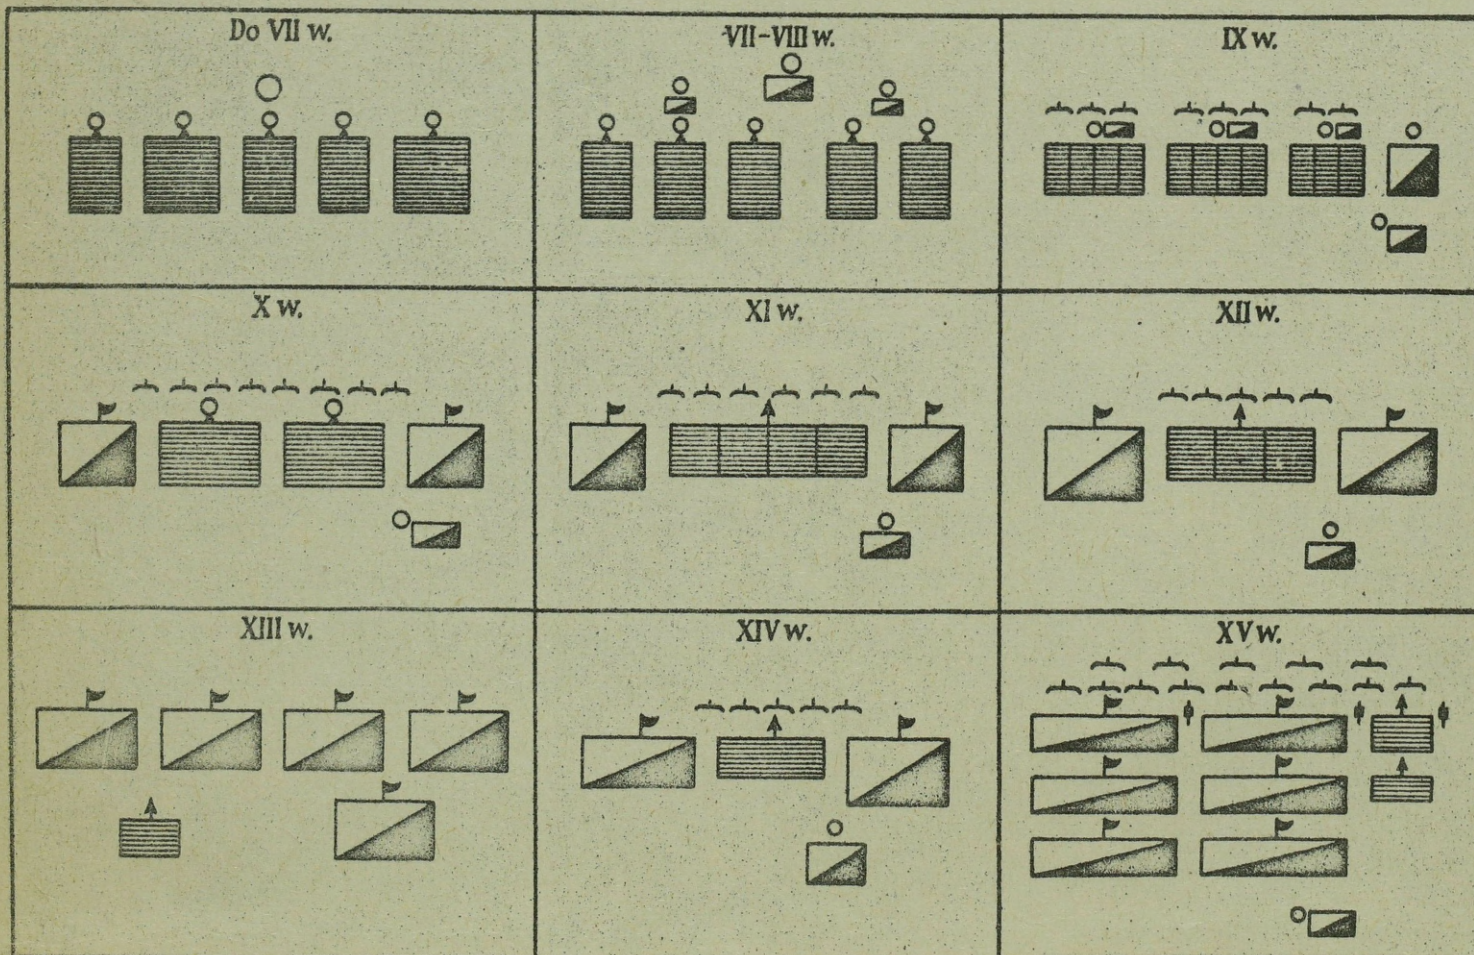 Do VII w.
VII-VIII w.
IX w.
X w.
XI w.
XII w.
XIII w.
XIV w.
XV w.